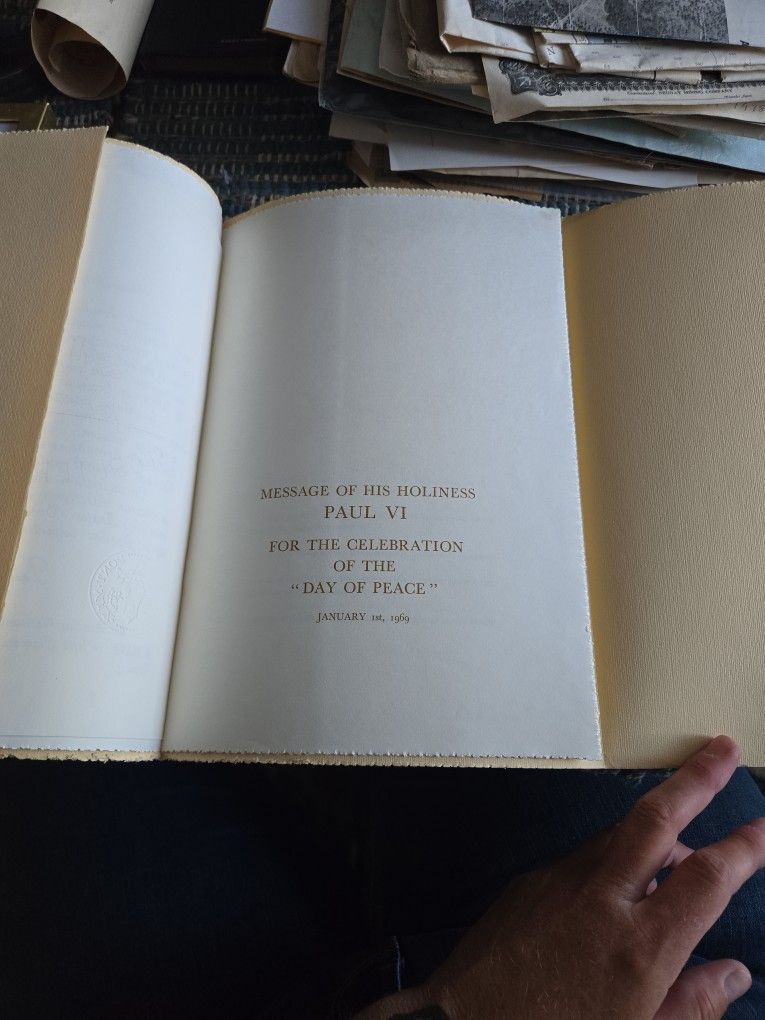 MESSAGE OF HIS HOLINESS
PAUL VI
FOR THE CELEBRATION
OF THE
“DAY OF PEACE”
JANUARY 1st, 1969